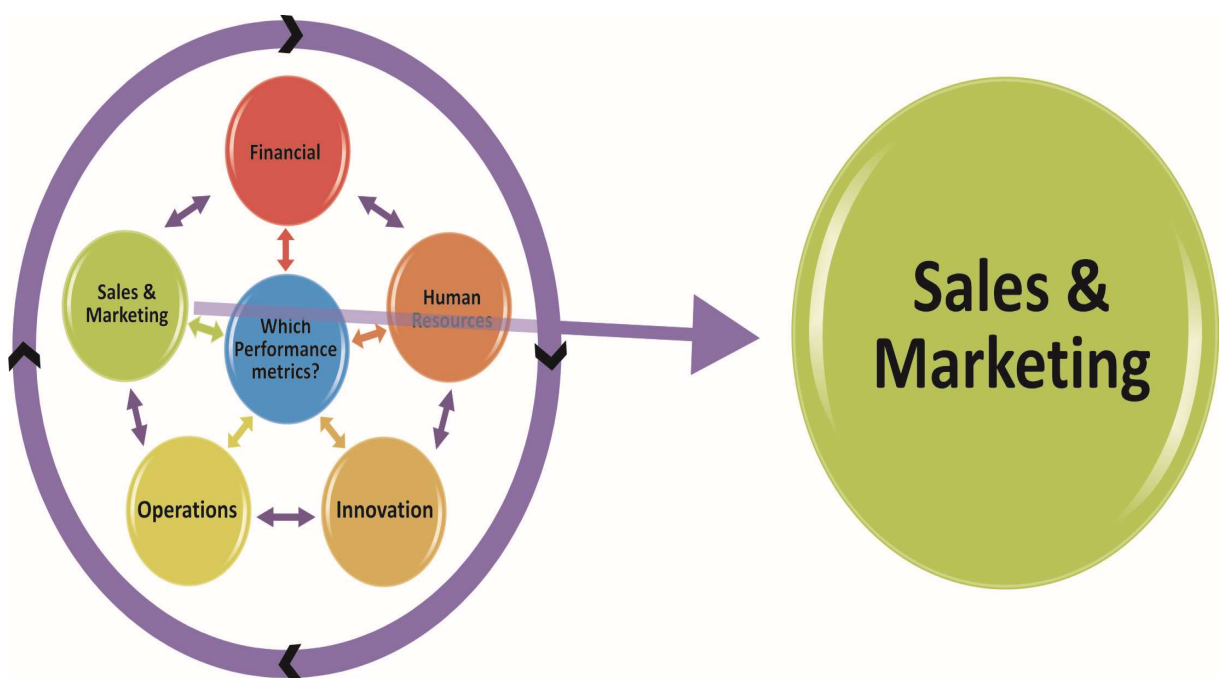 Financial
Sales &
Marketing
Human
Resources
Which
Performance
metrics?
Operations
Innovation
Sales &
Marketing